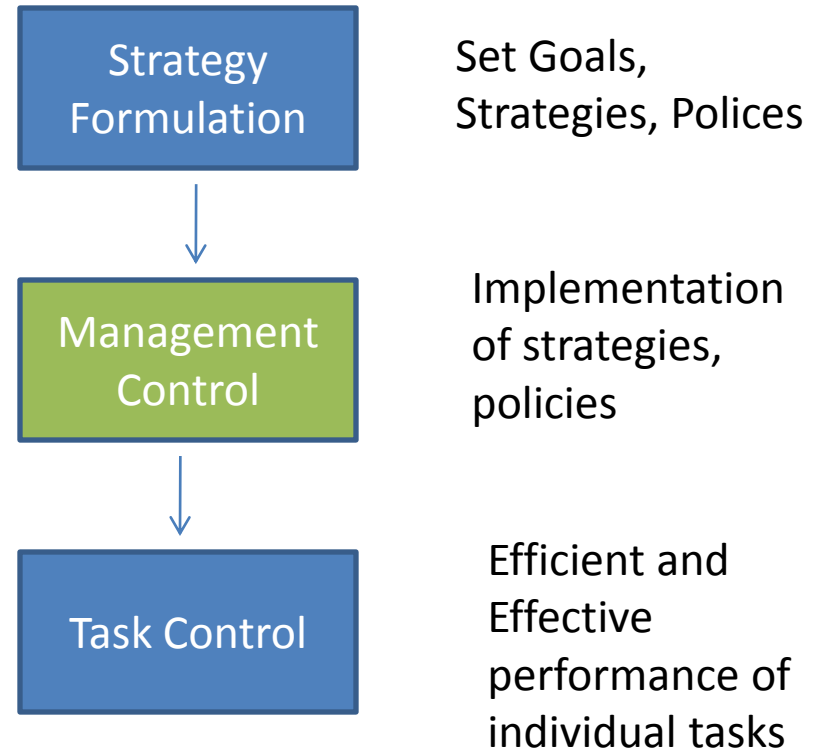 Strategy
Formulation
Set Goals,
Strategies, Polices
Management
Control
Implementation
of strategies,
policies
Task Control
Efficient and
Effective
performance of
individual tasks